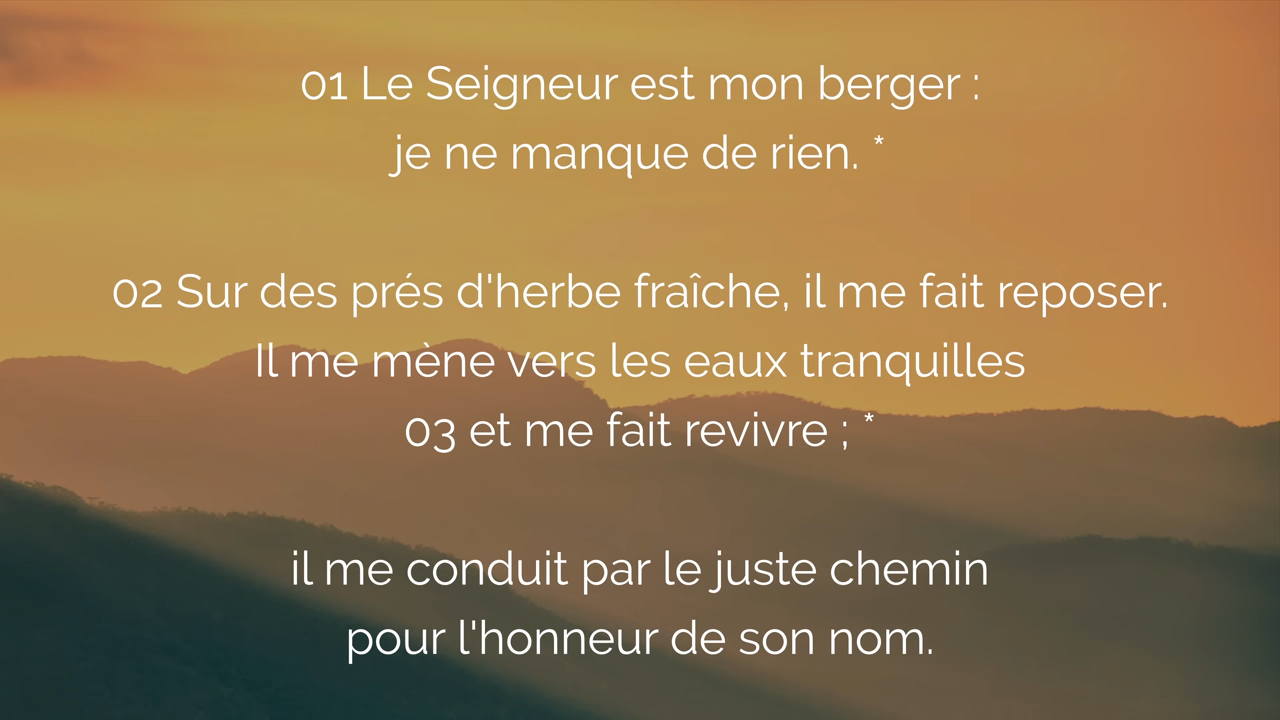 01 Le Seigneur est mon berger :
je ne manque de rien. *
02 Sur des prés d'herbe fraîche, il me fait reposer.
Il me mène vers les eaux tranquilles
03 et me fait revivre ; *
il me conduit par le juste chemin
pour l'honneur de son nom.